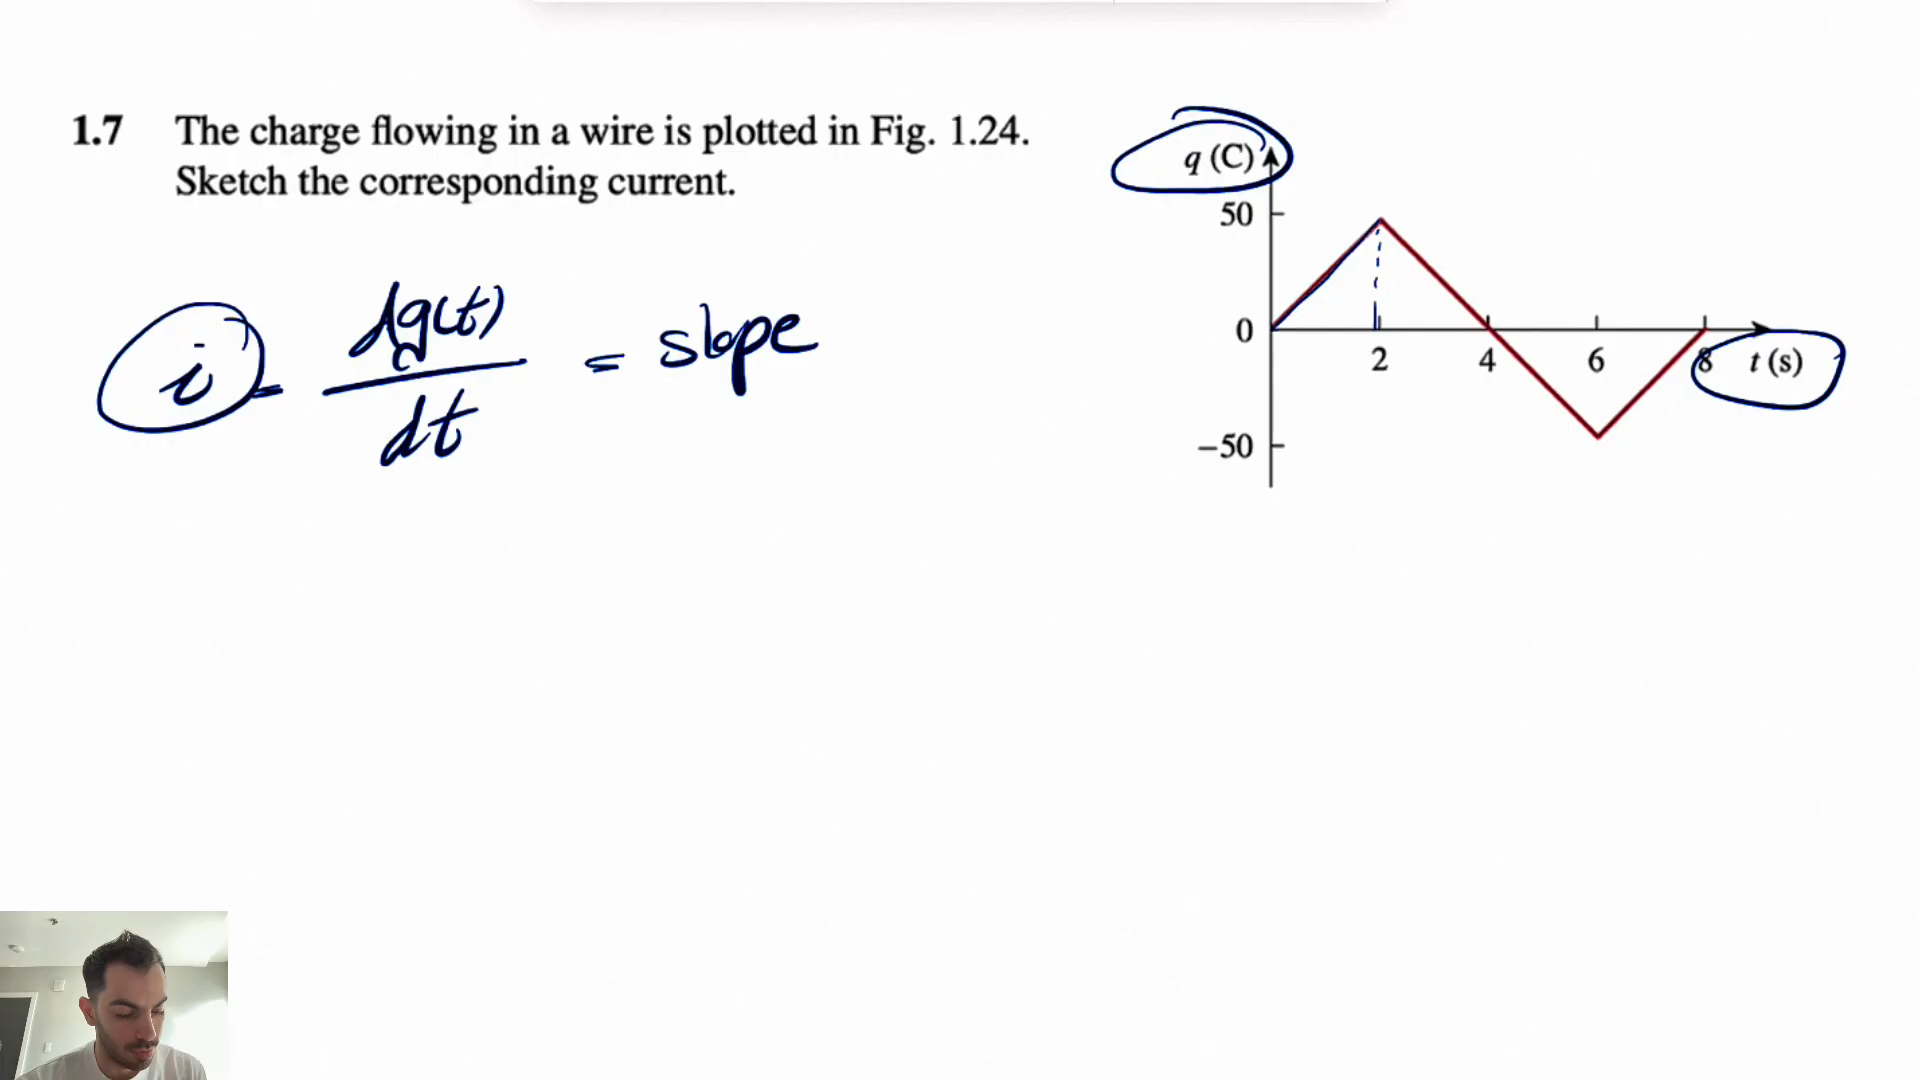 1.7 The charge flowing in a wire is plotted in Fig. 1.24.
Sketch the corresponding current.
q (C)
50
0
−50
2 4 6 8 t (s)
i = dq(t)/dt = slope